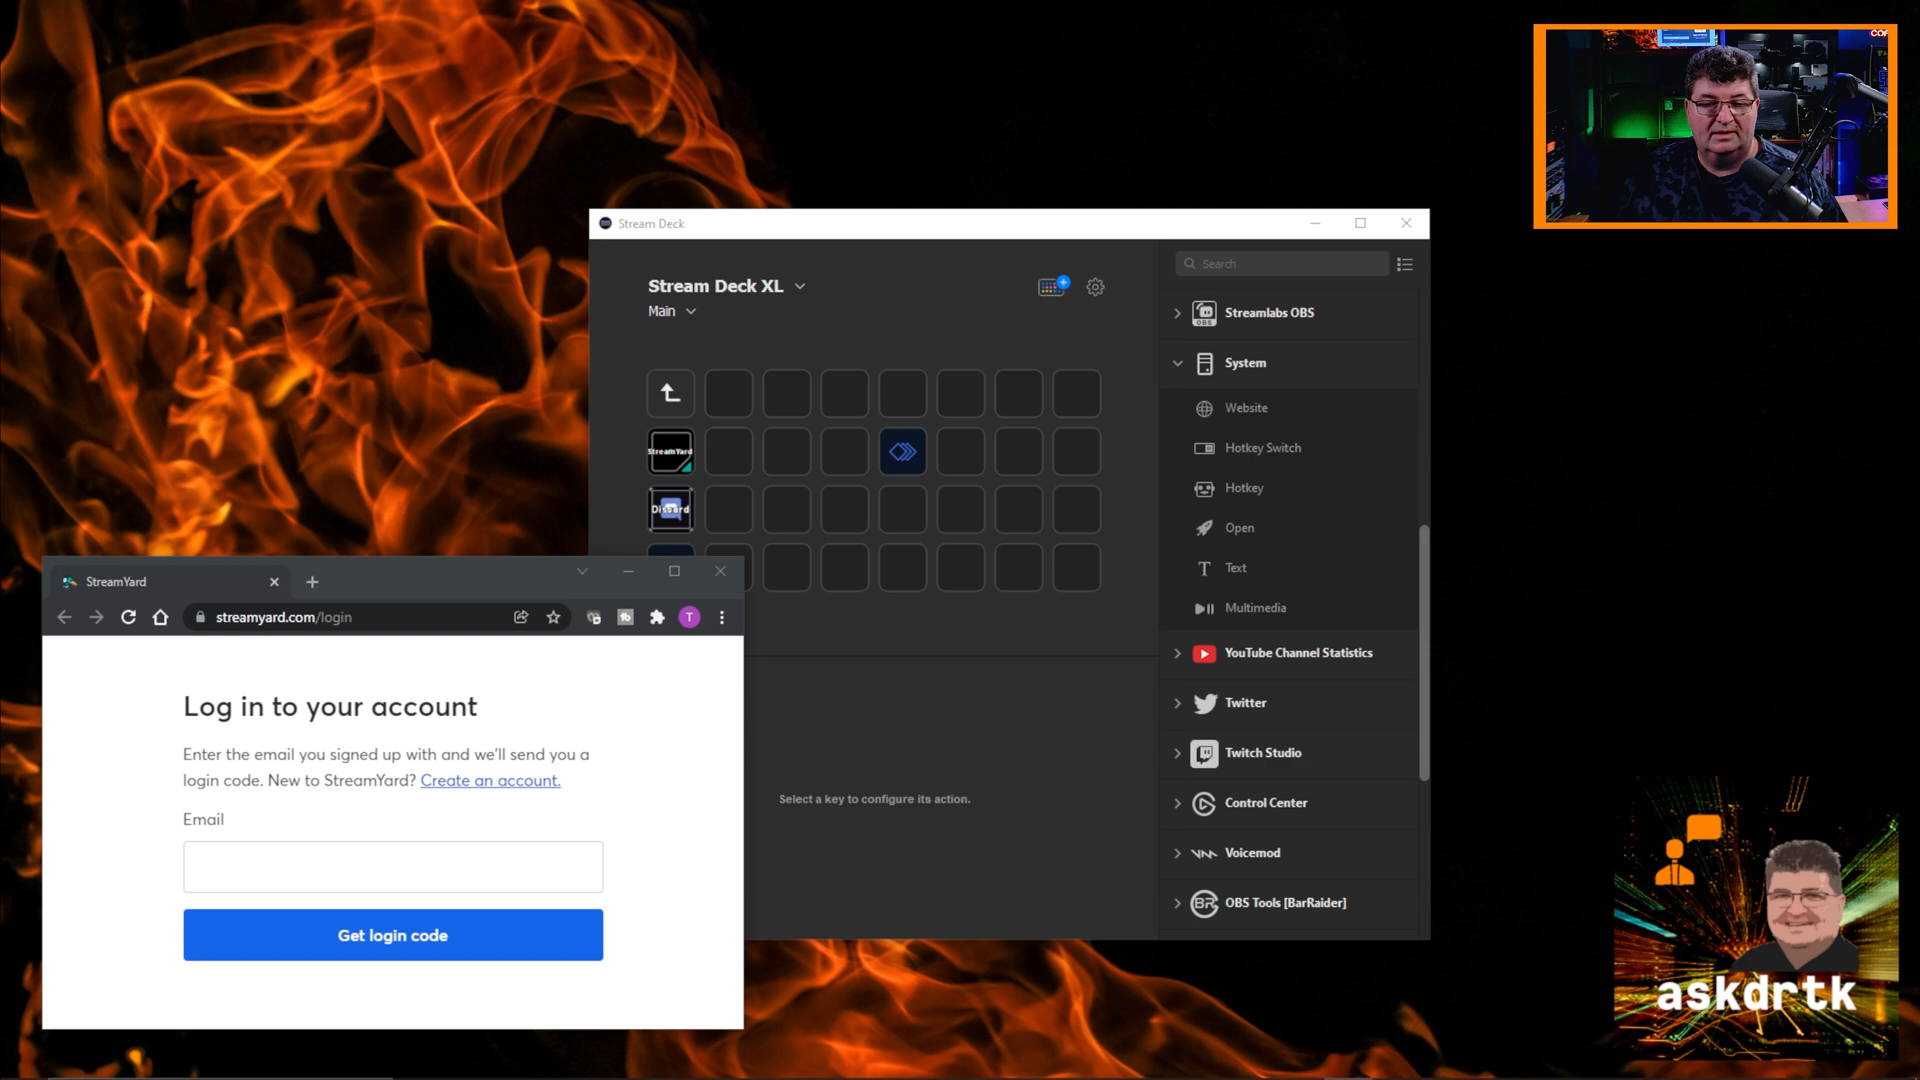 Stream Deck
Stream Deck XL
Main
StreamYard
Discord
Search
Streamlabs OBS
System
Website
Hotkey Switch
Hotkey
Open
Text
Multimedia
YouTube Channel Statistics
Twitter
Twitch Studio
Control Center
Voicemod
OBS Tools [BarRaider]
Select a key to configure its action.
StreamYard
streamyard.com/login
T
Log in to your account
Enter the email you signed up with and we'll send you a
login code. New to StreamYard? Create an account.
Email
Get login code
askdrtk